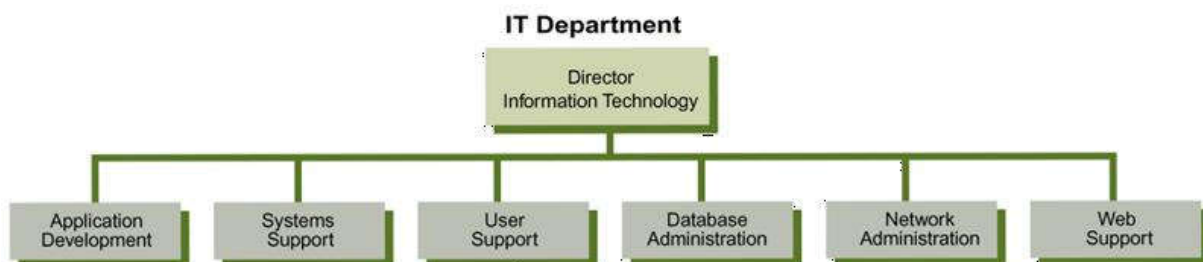 IT Department
Director
Information Technology
Application
Development
Systems
Support
User
Support
Database
Administration
Network
Administration
Web
Support